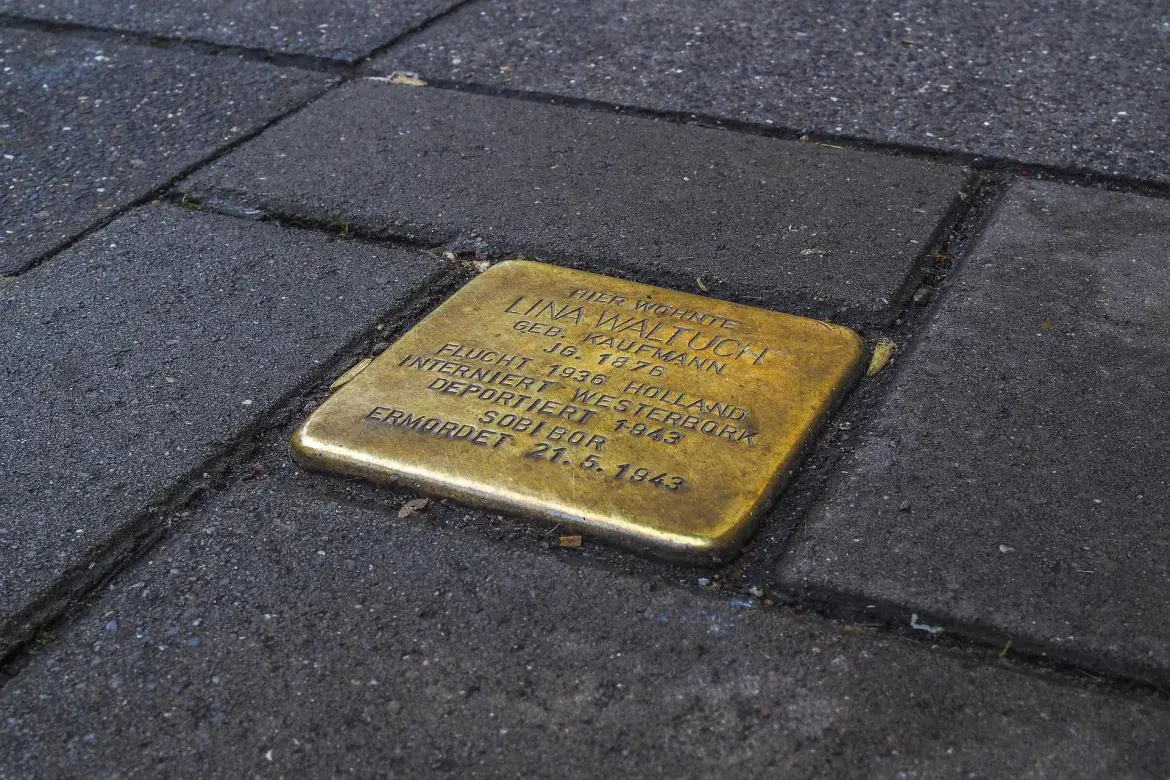 HIER WOHNTE
LINA WALTUCH
GEB. KAUFMANN
JG. 1876
FLUCHT 1936 HOLLAND
INTERNIERT WESTERBORK
DEPORTIERT 1943
SOBIBOR
ERMORDET 21.5.1943